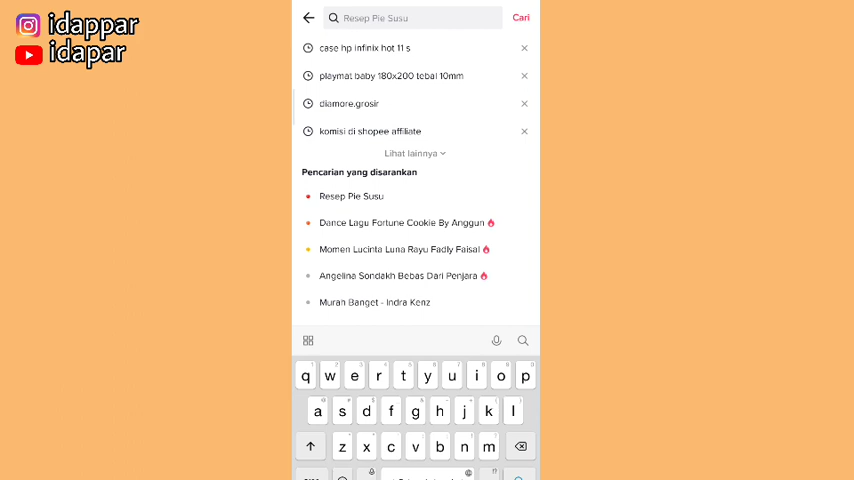 idappar
idapar
Resep Pie Susu
Cari
case hp infinix hot 11 s
playmat baby 180x200 tebal 10mm
diamore.grosir
komisi di shopee affiliate
Lihat lainnya
Pencarian yang disarankan
Resep Pie Susu
Dance Lagu Fortune Cookie By Anggun
Momen Lucinta Luna Rayu Fadly Faisal
Angelina Sondakh Bebas Dari Penjara
Murah Banget - Indra Kenz
q w e r t y u i o p
a s d f g h j k l
z x c v b n m